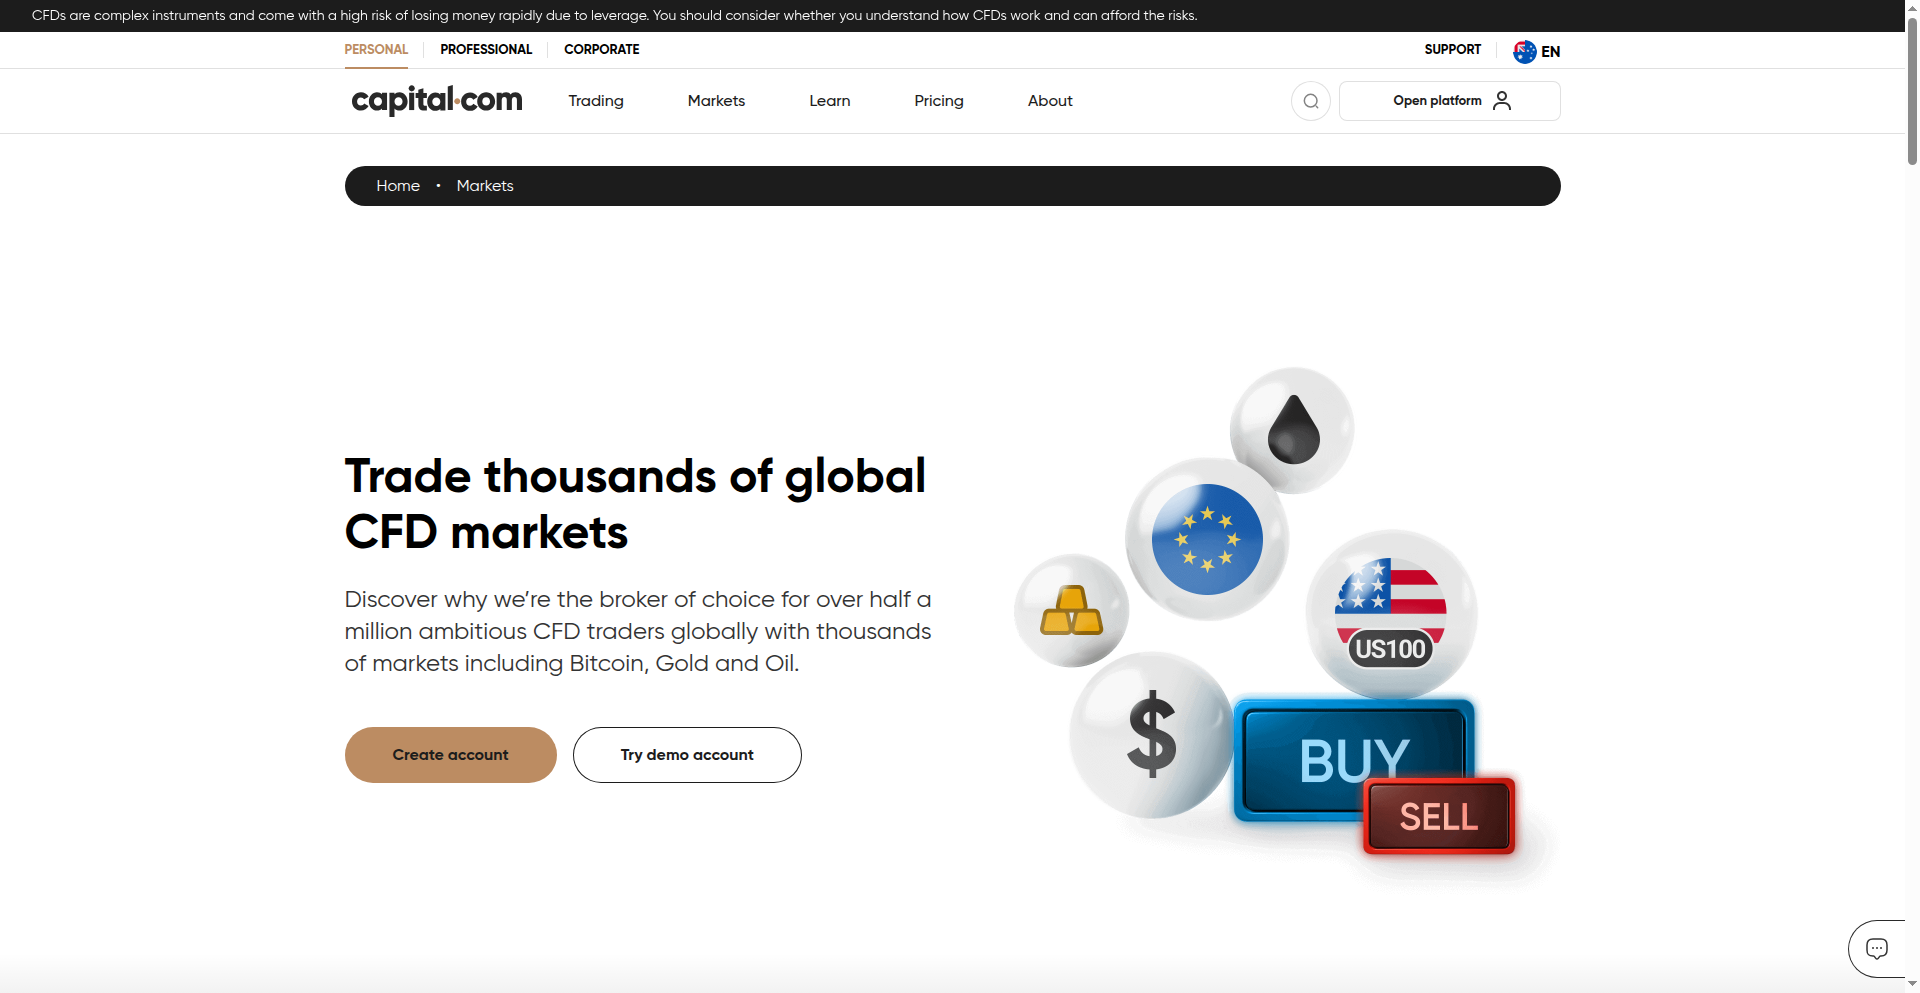 CFDs are complex instruments and come with a high risk of losing money rapidly due to leverage. You should consider whether you understand how CFDs work and can afford the risks.
PERSONAL PROFESSIONAL CORPORATE SUPPORT EN
capital.com Trading Markets Learn Pricing About Open platform
Home • Markets
Trade thousands of global
CFD markets
Discover why we’re the broker of choice for over half a
million ambitious CFD traders globally with thousands
of markets including Bitcoin, Gold and Oil.
Create account Try demo account
US100
$
BUY
SELL